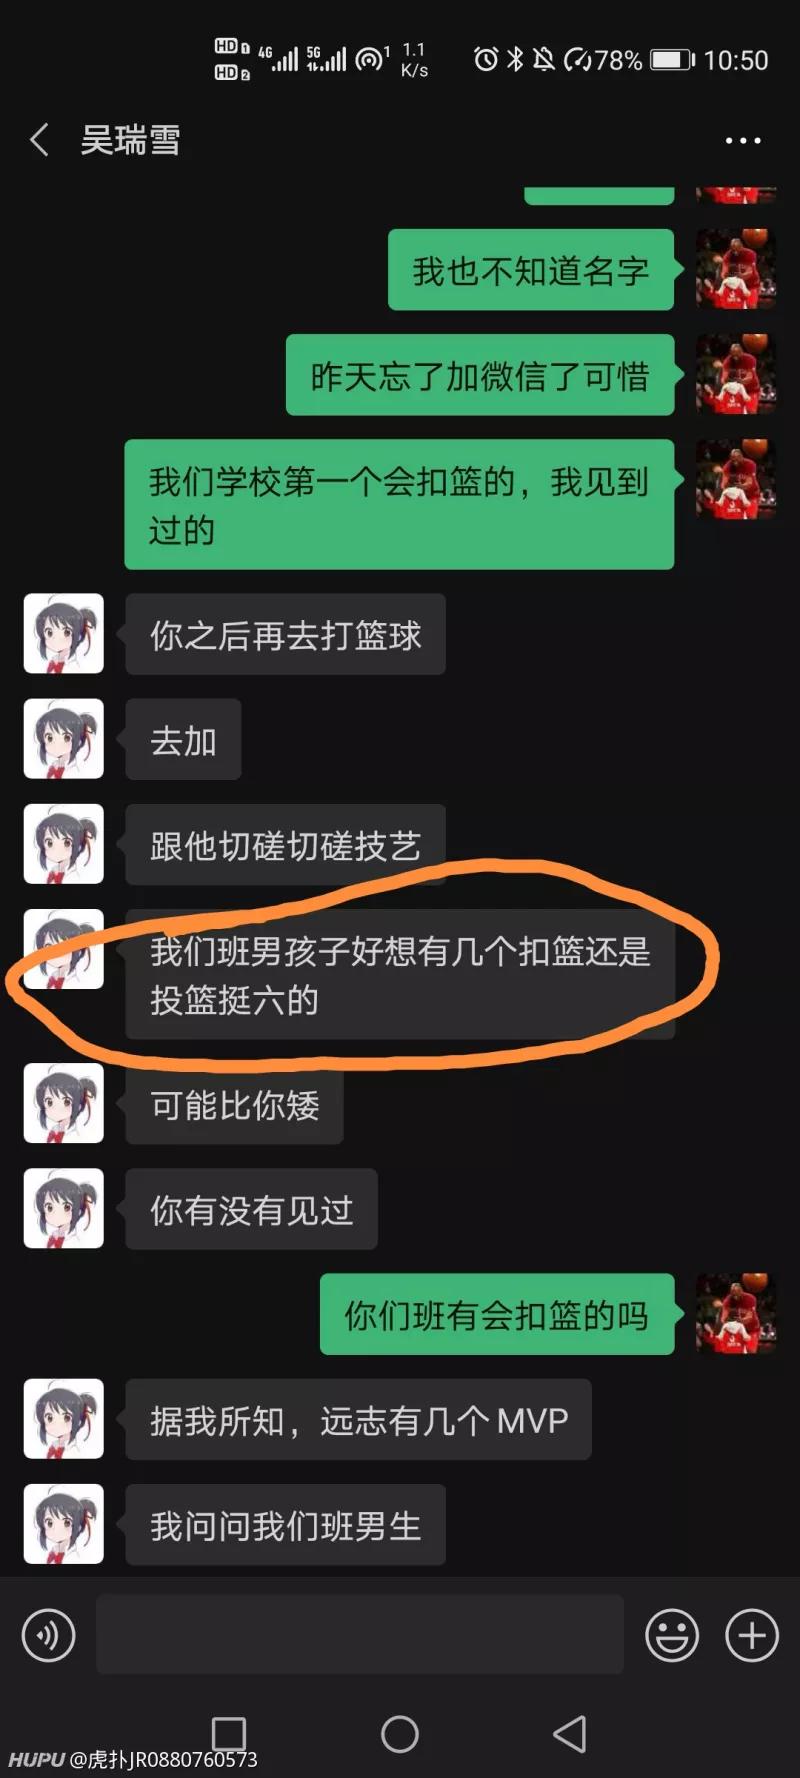 HD 1 4G 5G 1 1.1 78% 10:50
HD 2 K/s
吴瑞雪
我也不知道名字
昨天忘了加微信了可惜
我们学校第一个会扣篮的，我见到
过的
你之后再去打篮球
去加
跟他切磋切磋技艺
我们班男孩子好想有几个扣篮还是
投篮挺六的
可能比你矮
你有没有见过
你们班有会扣篮的吗
据我所知，远志有几个MVP
我问问我们班男生
HUPU @虎扑JR0880760573